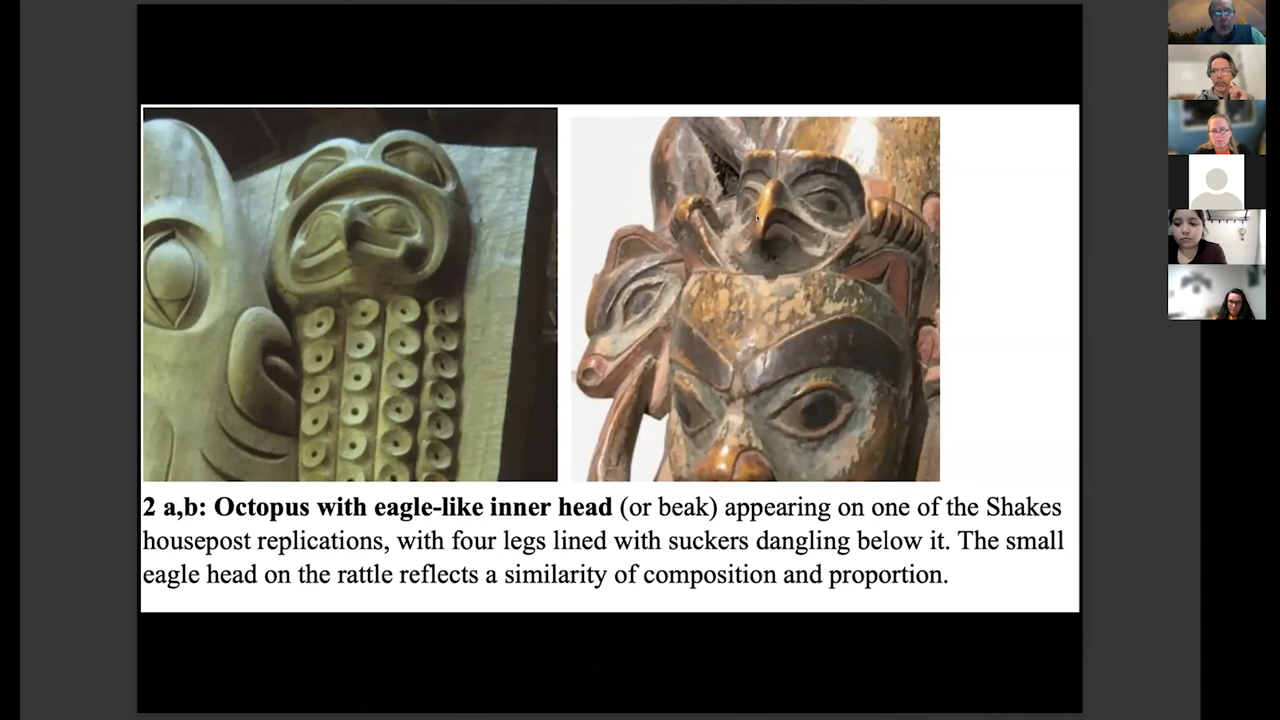 2 a,b: Octopus with eagle-like inner head (or beak) appearing on one of the Shakes
housepost replications, with four legs lined with suckers dangling below it. The small
eagle head on the rattle reflects a similarity of composition and proportion.